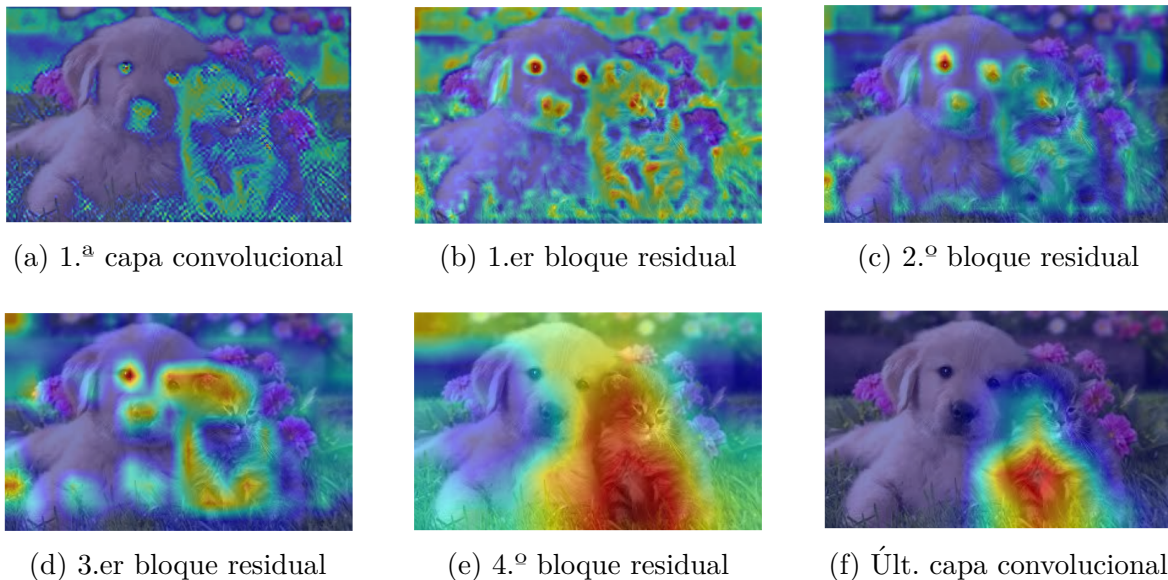 (a) 1.ª capa convolucional
(b) 1.er bloque residual
(c) 2.º bloque residual
(d) 3.er bloque residual
(e) 4.º bloque residual
(f) Últ. capa convolucional